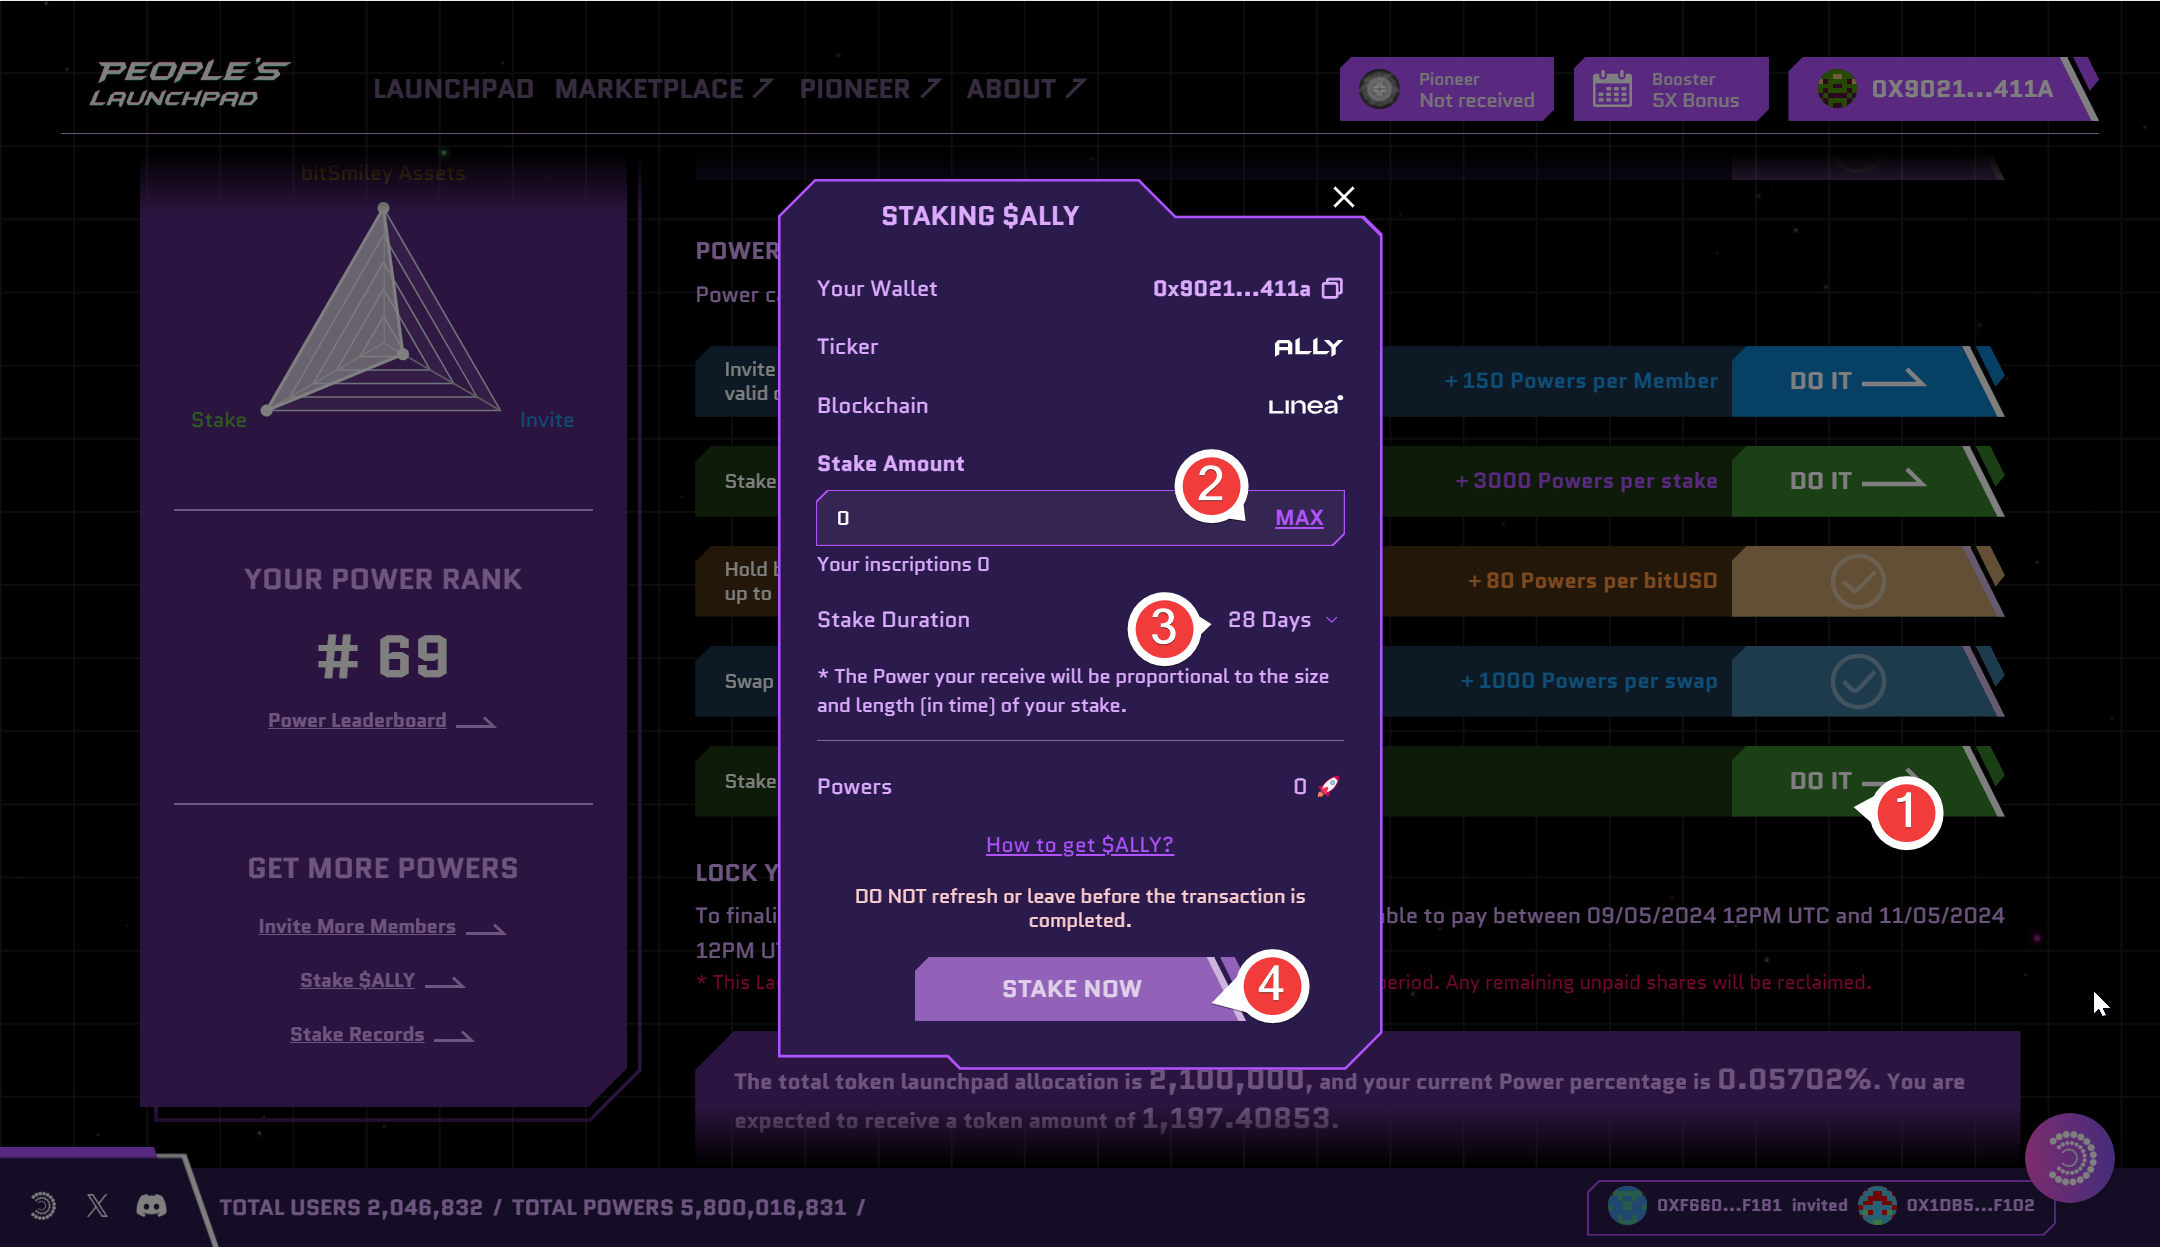 PEOPLE'S
LAUNCHPAD
LAUNCHPAD MARKETPLACE PIONEER ABOUT
Pioneer
Not received
Booster
5X Bonus
0X9021...411A
bitSmiley Assets
Stake
Invite
YOUR POWER RANK
# 69
Power Leaderboard
GET MORE POWERS
Invite More Members
Stake $ALLY
Stake Records
POWER
Power
Invite
valid
+150 Powers per Member
DO IT
Stake
+3000 Powers per stake
DO IT
Hold
up to
+80 Powers per bitUSD
Swap
+1000 Powers per swap
Stake
DO IT
1
LOCK
To finali
able to pay between 09/05/2024 12PM UTC and 11/05/2024
12PM
* This La
period. Any remaining unpaid shares will be reclaimed.
STAKING $ALLY
Your Wallet
0x9021...411a
Ticker
ALLY
Blockchain
Linea
Stake Amount
2
0
MAX
Your inscriptions 0
Stake Duration
3
28 Days
* The Power your receive will be proportional to the size
and length (in time) of your stake.
Powers
0
How to get $ALLY?
DO NOT refresh or leave before the transaction is
completed.
STAKE NOW
4
The total token launchpad allocation is 2,100,000, and your current Power percentage is 0.05702%. You are
expected to receive a token amount of 1,197.40853.
TOTAL USERS 2,046,832 / TOTAL POWERS 5,800,016,831 /
0XF660...F181 invited 0X1DB5...F102